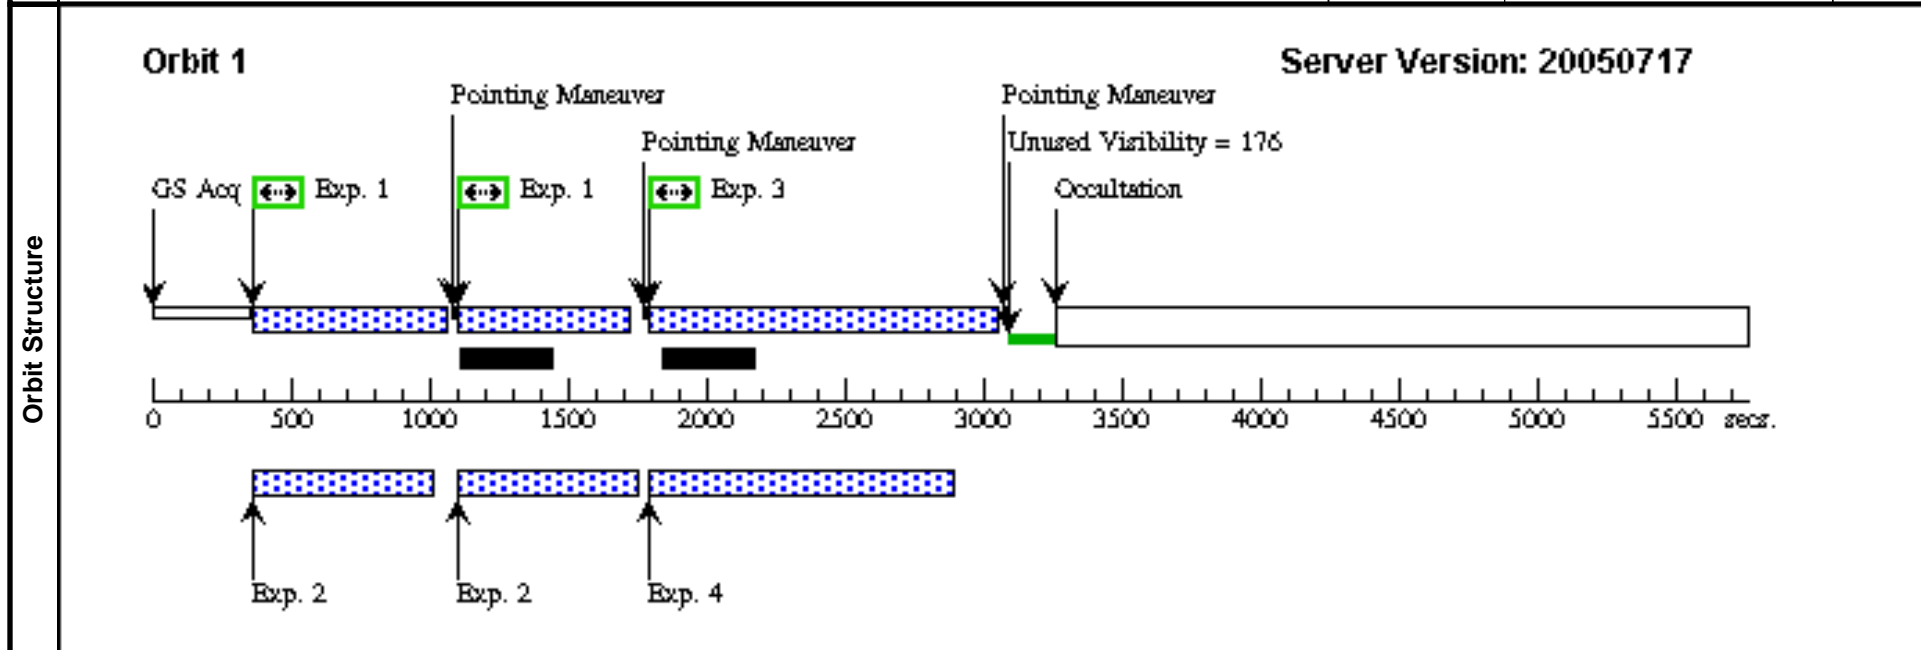 Orbit 1
Server Version: 20050717
Pointing Maneuver
Pointing Maneuver
Pointing Maneuver
Pointing Maneuver
Unused Visibility = 176
GS Acq
Exp. 1
Exp. 1
Exp. 3
Occultation
Orbit Structure
0 500 1000 1500 2000 2500 3000 3500 4000 4500 5000 5500 secs.
Exp. 2
Exp. 2
Exp. 4